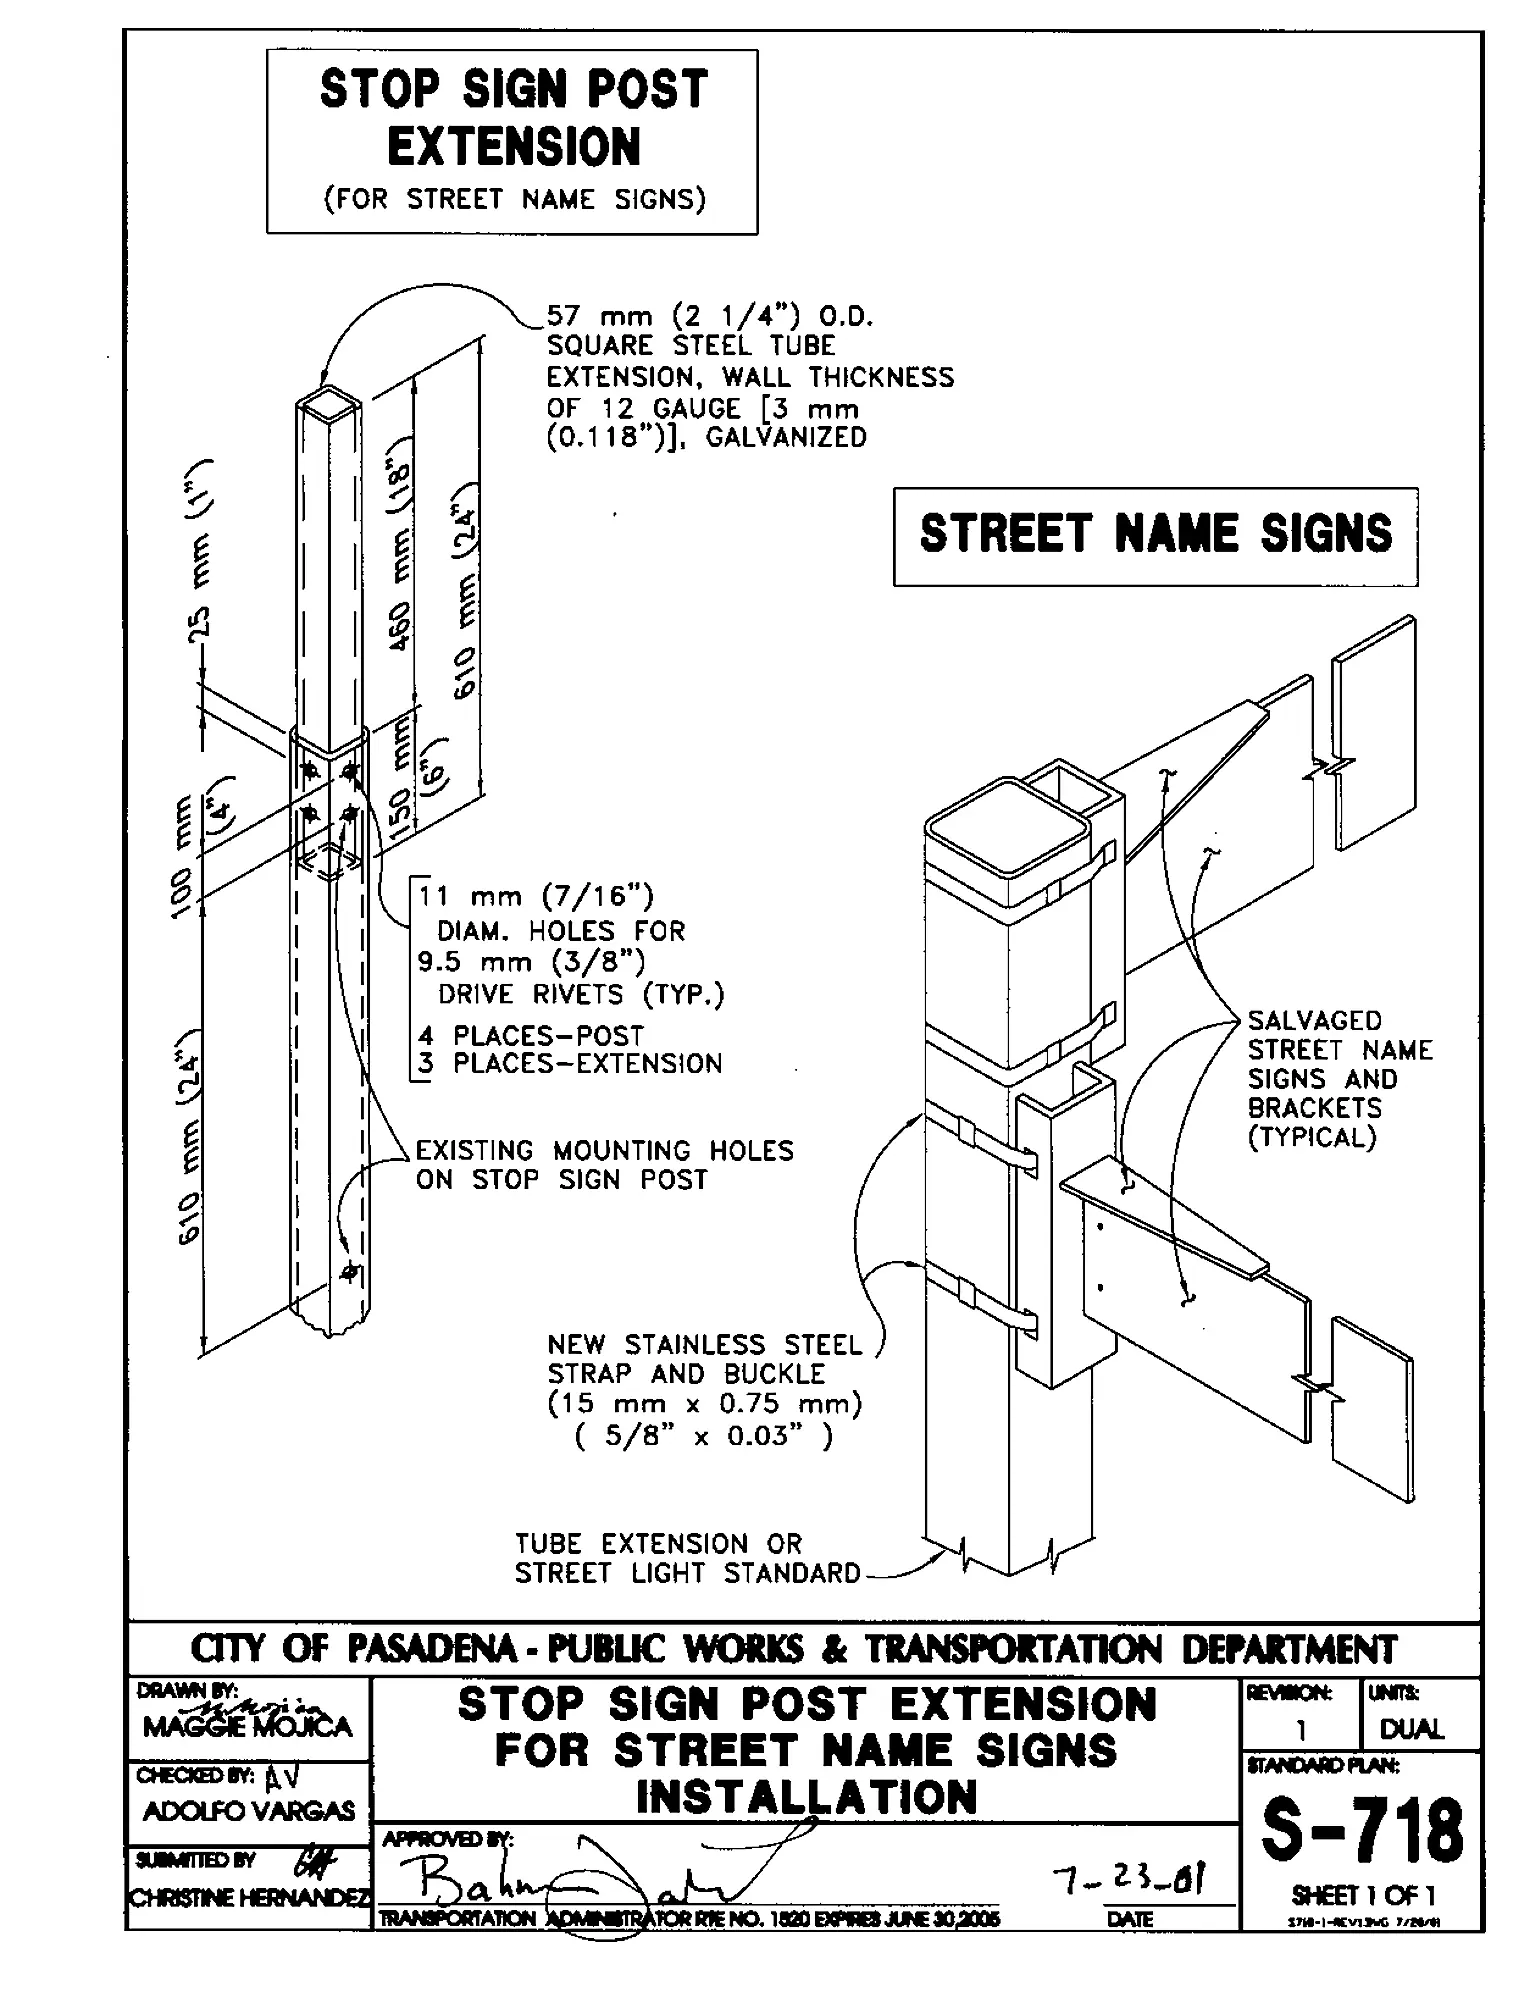 STOP SIGN POST
EXTENSION
(FOR STREET NAME SIGNS)
57 mm (2 1/4") O.D.
SQUARE STEEL TUBE
EXTENSION, WALL THICKNESS
OF 12 GAUGE [3 mm
(0.118")], GALVANIZED
25 mm (1")
460 mm (18")
610 mm (24")
150 mm
(6")
100 mm
(4")
610 mm (24")
11 mm (7/16")
DIAM. HOLES FOR
9.5 mm (3/8")
DRIVE RIVETS (TYP.)
4 PLACES-POST
3 PLACES-EXTENSION
EXISTING MOUNTING HOLES
ON STOP SIGN POST
STREET NAME SIGNS
SALVAGED
STREET NAME
SIGNS AND
BRACKETS
(TYPICAL)
NEW STAINLESS STEEL
STRAP AND BUCKLE
(15 mm x 0.75 mm)
( 5/8" x 0.03" )
TUBE EXTENSION OR
STREET LIGHT STANDARD
CITY OF PASADENA - PUBLIC WORKS & TRANSPORTATION DEPARTMENT
DRAWN BY:
MAGGIE MOJICA
CHECKED BY: AV
ADOLFO VARGAS
SUBMITTED BY
CHRISTINE HERNANDEZ
STOP SIGN POST EXTENSION
FOR STREET NAME SIGNS
INSTALLATION
APPROVED BY:
7-23-01
TRANSPORTATION ADMINISTRATOR RTE NO. 1520 EXPIRES JUNE 30,2005
DATE
REVISION:
1
UNITS:
DUAL
STANDARD PLAN:
S-718
SHEET 1 OF 1